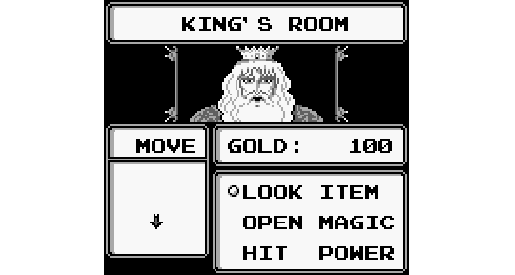 KING'S ROOM
MOVE
GOLD: 100
LOOK ITEM
OPEN MAGIC
HIT POWER